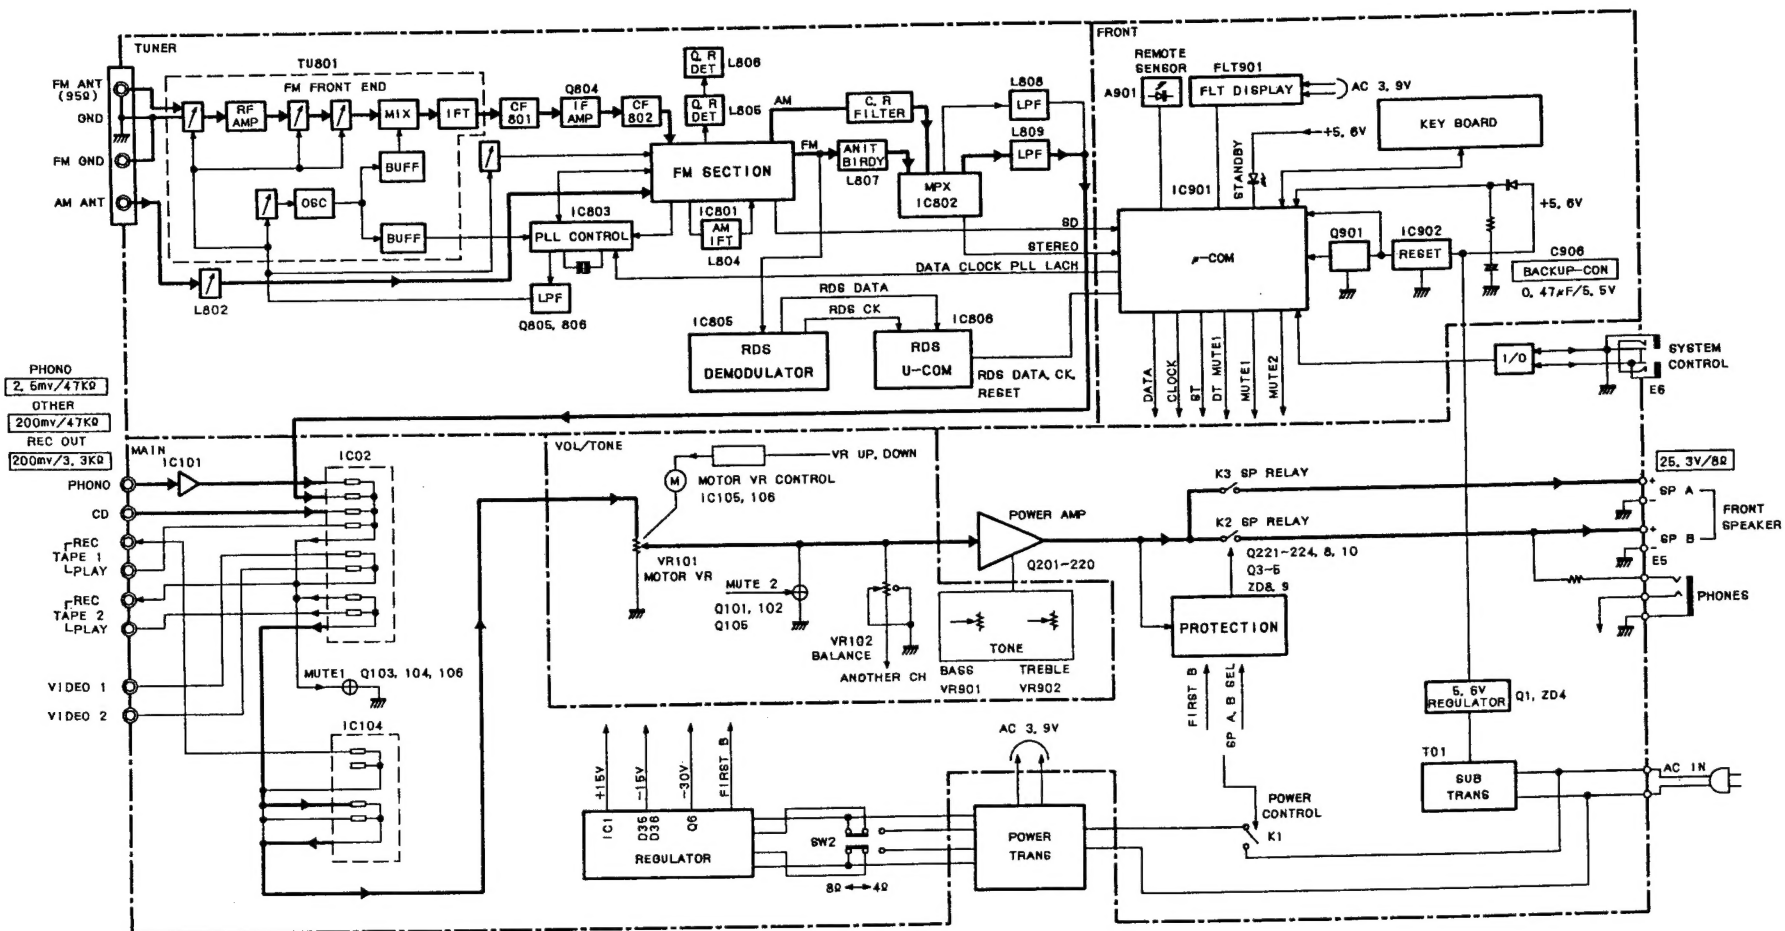 TUNER
FRONT
TU801
FM FRONT END
FM ANT
(95Ω)
GND
FM GND
AM ANT
RF
AMP
MIX
IFT
CF
801
Q804
IF
AMP
CF
802
Q.R
DET
L806
Q.R
DET
L805
BUFF
OSC
BUFF
L802
FM SECTION
IC801
AM
IFT
L804
IC803
PLL CONTROL
LPF
Q805, 806
AM
C.R
FILTER
FM
ANIT
BIRDY
L807
MPX
IC802
L808
LPF
L809
LPF
SD
STEREO
DATA CLOCK PLL LACH
RDS DATA
RDS CK
IC805
RDS
DEMODULATOR
IC806
RDS
U-COM
RDS DATA, CK,
RESET
REMOTE
SENSOR
A901
FLT901
FLT DISPLAY
AC 3, 9V
KEY BOARD
+5, 6V
STANDBY
IC901
μ-COM
Q901
IC902
RESET
+5, 6V
C906
BACKUP-CON
0, 47μF/5, 5V
DATA
CLOCK
ST
DT MUTE1
MUTE1
MUTE2
I/O
SYSTEM
CONTROL
E6
PHONO
2, 5mv/47KΩ
OTHER
200mv/47KΩ
REC OUT
200mv/3, 3KΩ
MAIN
IC101
PHONO
CD
REC
TAPE 1
PLAY
REC
TAPE 2
PLAY
VIDEO 1
VIDEO 2
IC02
MUTE1 Q103, 104, 106
IC104
VOL/TONE
VR UP, DOWN
M
MOTOR VR CONTROL
IC105, 106
VR101
MOTOR VR
MUTE 2
Q101, 102
Q105
VR102
BALANCE
ANOTHER CH
POWER AMP
Q201-220
TONE
BASS
VR901
TREBLE
VR902
K3 SP RELAY
K2 SP RELAY
Q221-224, 8, 10
Q3-5
ZD8, 9
PROTECTION
FIRST B
SP A, B SEL
25, 3V/8Ω
+
SP A
-
+
SP B
-
FRONT
SPEAKER
E5
PHONES
5, 6V
REGULATOR
Q1, ZD4
T01
SUB
TRANS
AC IN
POWER
CONTROL
K1
AC 3, 9V
POWER
TRANS
+15V
-15V
-30V
FIRST B
IC1
D35
D36
Q6
REGULATOR
SW2
8Ω
4Ω